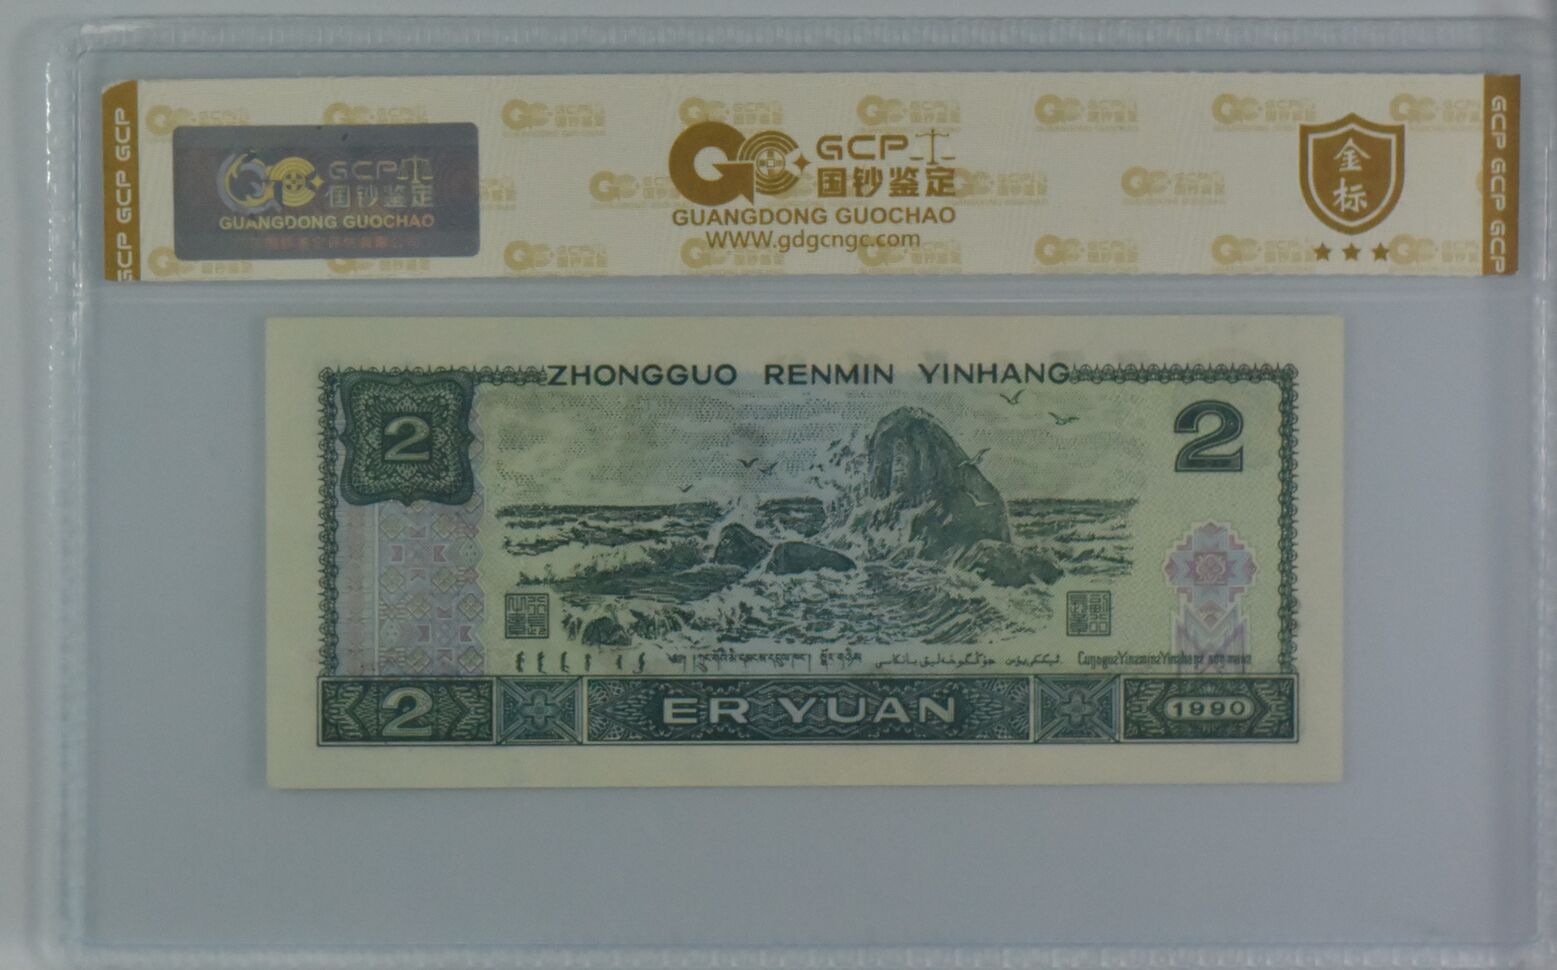 GCP GCP GCP
GCP
国钞鉴定
GUANGDONG GUOCHAO
GCP
国钞鉴定
GUANGDONG GUOCHAO
WWW.gdgcngc.com
金标
GCP GCP GCP
ZHONGGUO RENMIN YINHANG
2
2
2
ER YUAN
1990